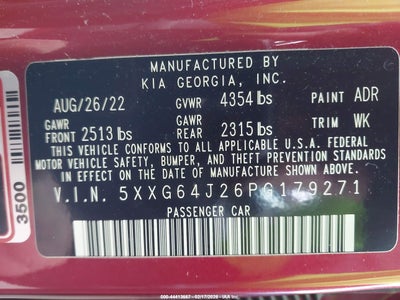 MANUFACTURED BY
KIA GEORGIA, INC.
AUG/26/22 GVWR 4354 lbs PAINT ADR
GAWR FRONT 2513 lbs GAWR REAR 2315 lbs TRIM WK
THIS VEHICLE CONFORMS TO ALL APPLICABLE U.S.A. FEDERAL
MOTOR VEHICLE SAFETY, BUMPER, AND THEFT PREVENTION STANDARDS
IN EFFECT ON THE DATE OF MANUFACTURE SHOWN ABOVE.
V.I.N. 5XXG64J26PG179271
PASSENGER CAR
3500